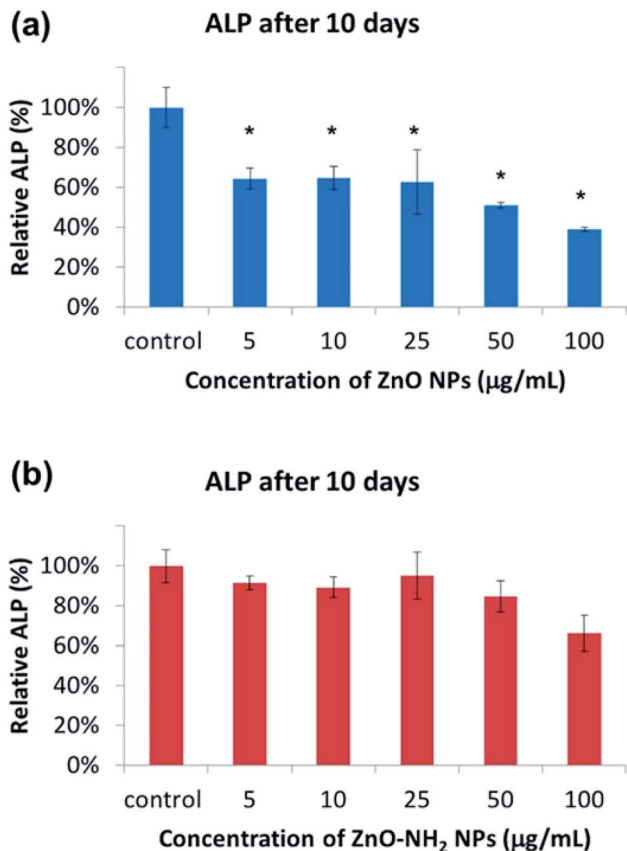 (a)
ALP after 10 days
Relative ALP (%)
100%
80%
60%
40%
20%
0%
* * * * *
control 5 10 25 50 100
Concentration of ZnO NPs (µg/mL)
(b)
ALP after 10 days
Relative ALP (%)
100%
80%
60%
40%
20%
0%
control 5 10 25 50 100
Concentration of ZnO-NH₂ NPs (µg/mL)